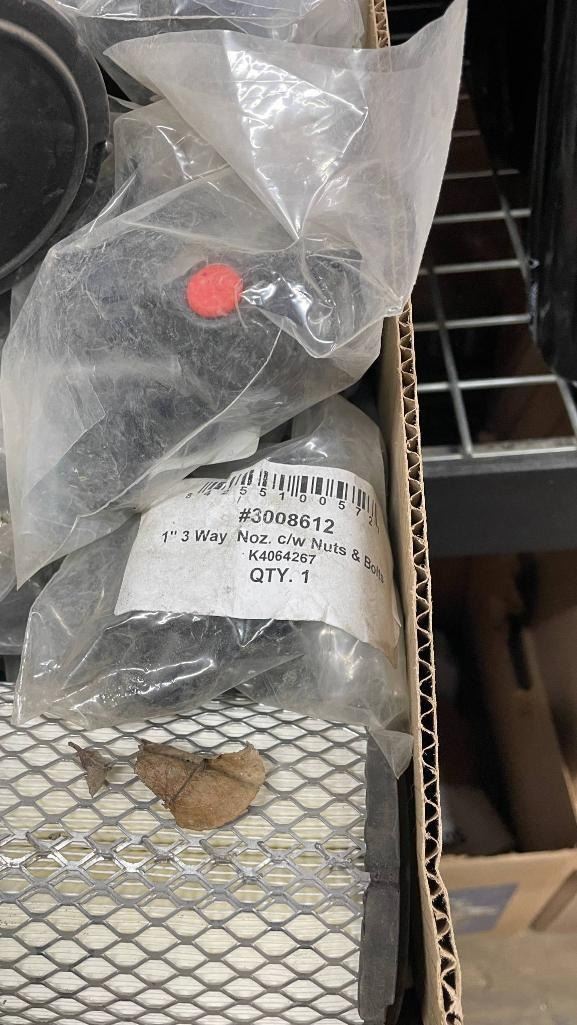 #3008612
1" 3 Way Noz. c/w Nuts & Bolts
K4064267
QTY. 1